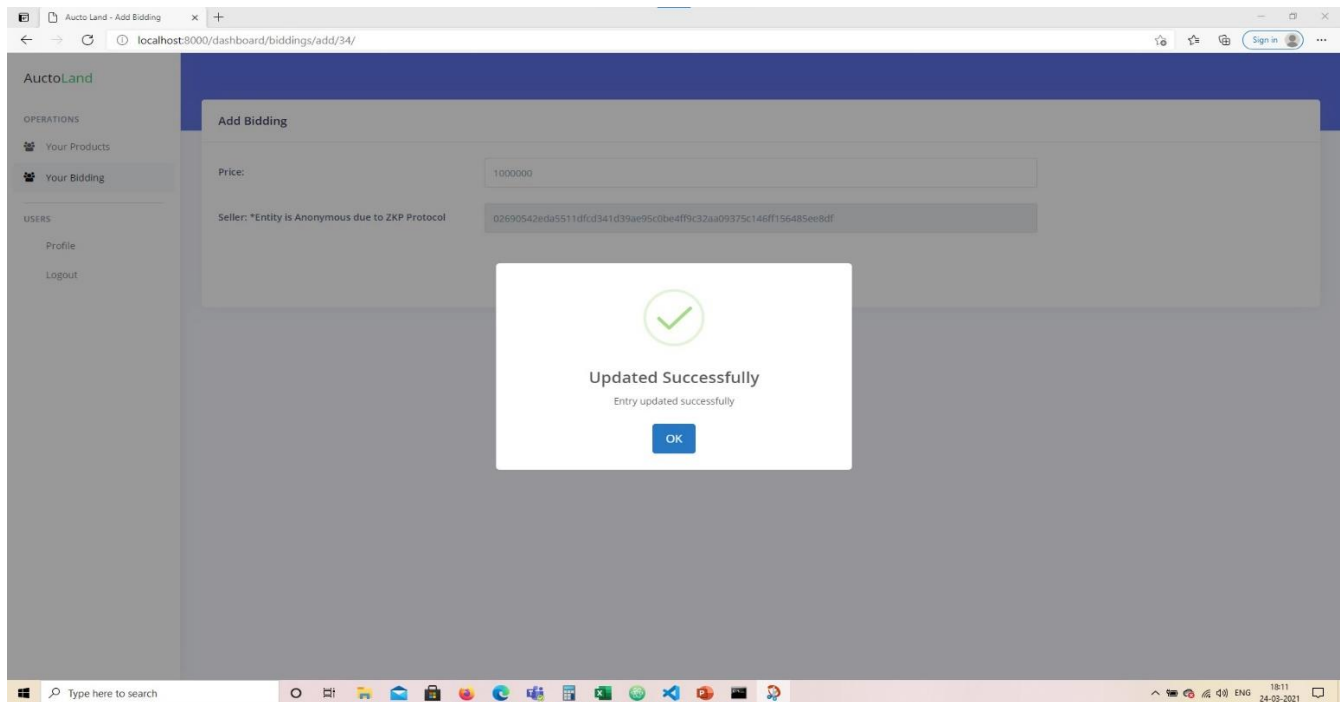 Aucto Land - Add Bidding
localhost:8000/dashboard/biddings/add/34/
Sign in
AuctoLand
OPERATIONS
Your Products
Your Bidding
USERS
Profile
Logout
Add Bidding
Price:
1000000
Seller: *Entity is Anonymous due to ZKP Protocol
02690542eda5511dfcd341d39ae95c0be4ff9c32aa09375c146ff156485ee8df
Updated Successfully
Entry updated successfully
OK
Type here to search
ENG
18:11
24-03-2021